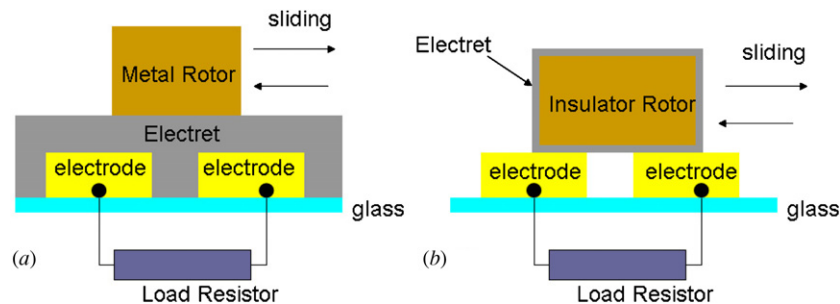 sliding
Metal Rotor
Electret
electrode
electrode
glass
(a)
Load Resistor
Electret
sliding
Insulator Rotor
electrode
electrode
glass
(b)
Load Resistor